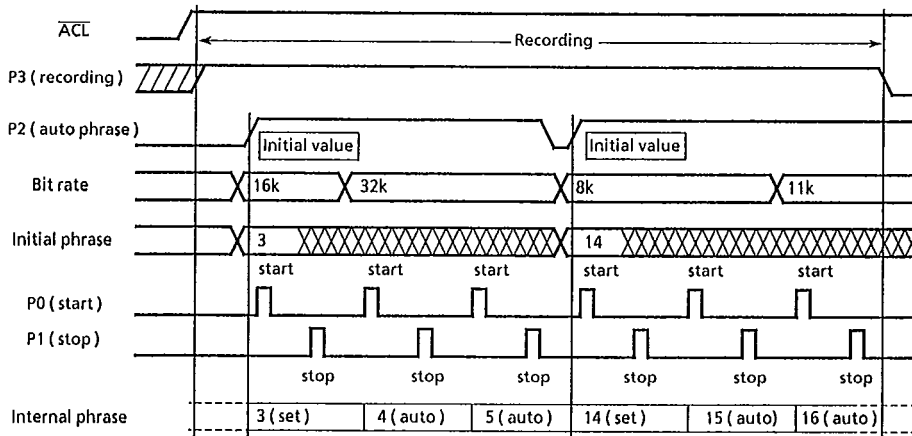 ACL
Recording
P3 ( recording )
P2 ( auto phrase )
Initial value
Initial value
Bit rate
16k
32k
8k
11k
Initial phrase
3
14
start
start
start
start
start
start
P0 ( start )
P1 ( stop )
stop
stop
stop
stop
stop
stop
Internal phrase
3 ( set )
4 ( auto )
5 ( auto )
14 ( set )
15 ( auto )
16 ( auto )